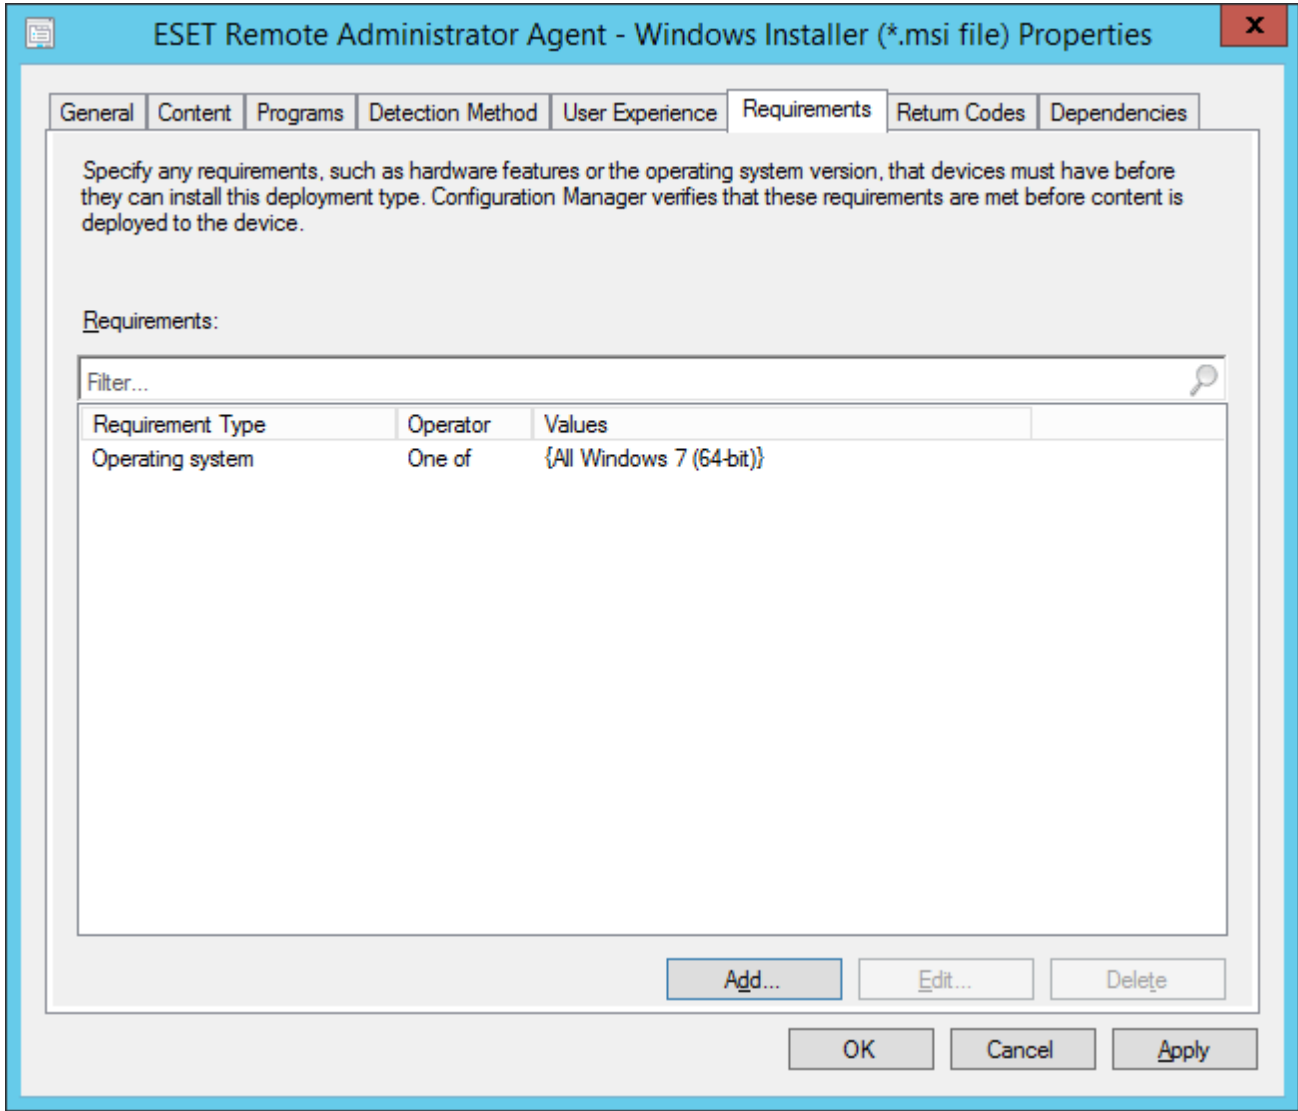 ESET Remote Administrator Agent - Windows Installer (*.msi file) Properties
x
General Content Programs Detection Method User Experience Requirements Return Codes Dependencies
Specify any requirements, such as hardware features or the operating system version, that devices must have before
they can install this deployment type. Configuration Manager verifies that these requirements are met before content is
deployed to the device.
Requirements:
Filter...
Requirement Type Operator Values
Operating system One of {All Windows 7 (64-bit)}
Add... Edit... Delete
OK Cancel Apply